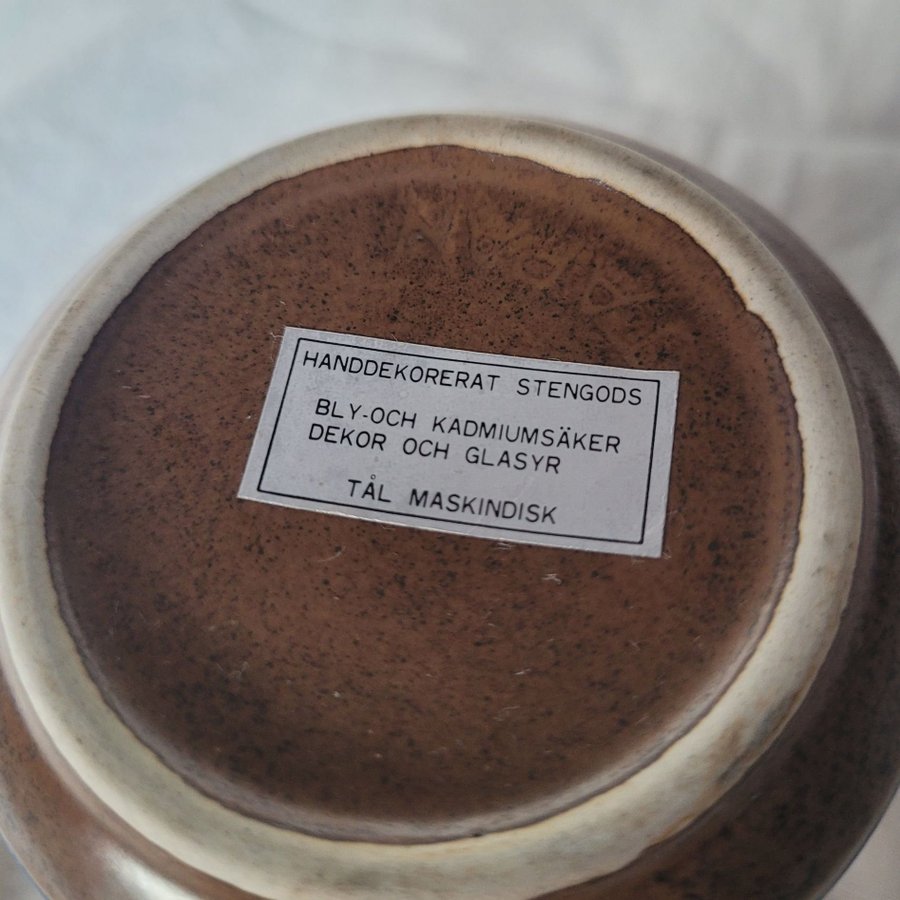 HANDDEKORERAT STENGODS
BLY-OCH KADMIUMSÄKER
DEKOR OCH GLASYR
TÅL MASKINDISK